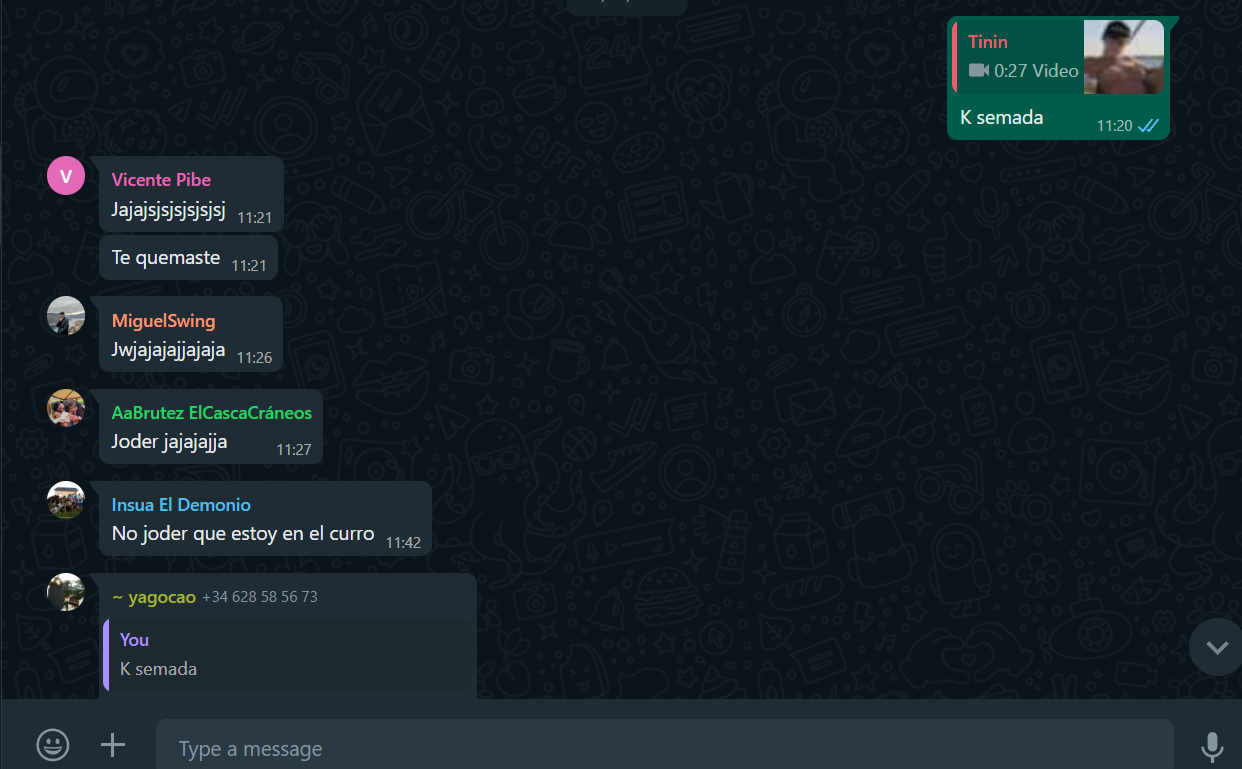 Tinin
0:27 Video
K semada
11:20
V
Vicente Pibe
Jajajsjsjsjsjsjsj 11:21
Te quemaste 11:21
MiguelSwing
Jwjajajajjajaja 11:26
AaBrutez ElCascaCráneos
Joder jajajajja 11:27
Insua El Demonio
No joder que estoy en el curro 11:42
~ yagocao +34 628 58 56 73
You
K semada
Type a message